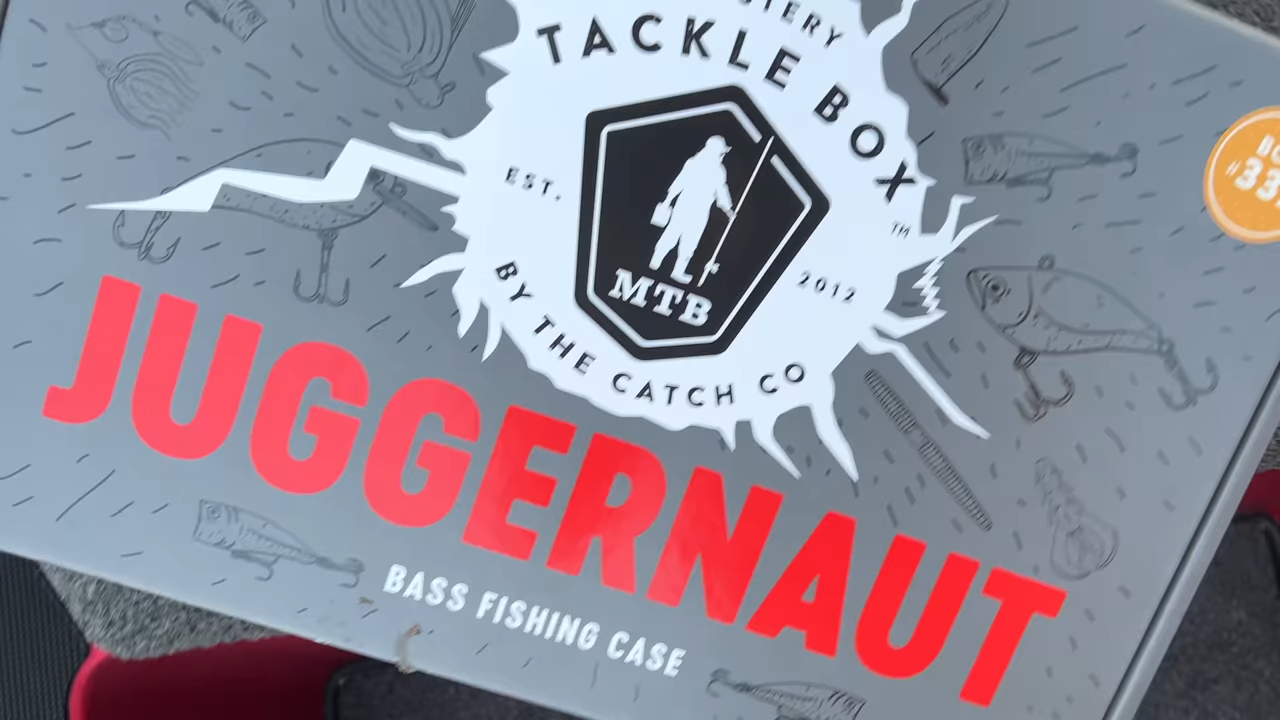 TACKLE BOX
TM
EST.
2012
MTB
BY THE CATCH CO
JUGGERNAUT
BASS FISHING CASE